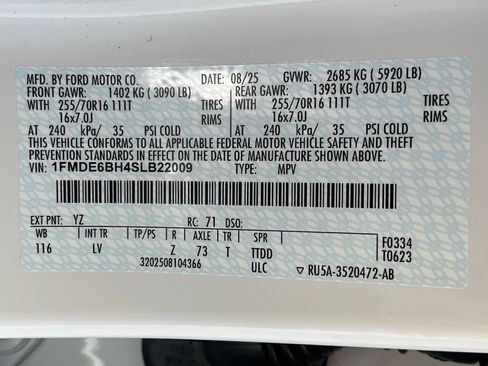 MFD. BY FORD MOTOR CO. DATE: 08/25 GVWR: 2685 KG ( 5920 LB)
FRONT GAWR: 1402 KG ( 3090 LB) REAR GAWR: 1393 KG ( 3070 LB)
WITH 255/70R16 111T TIRES WITH 255/70R16 111T TIRES
16x7.0J RIMS 16x7.0J RIMS
AT 240 kPa/ 35 PSI COLD AT 240 kPa/ 35 PSI COLD
THIS VEHICLE CONFORMS TO ALL APPLICABLE FEDERAL MOTOR VEHICLE SAFETY AND THEFT
PREVENTION STANDARDS IN EFFECT ON THE DATE OF MANUFACTURE SHOWN ABOVE.
VIN: 1FMDE6BH4SLB22009 TYPE: MPV
EXT PNT: YZ RC: 71 DSO:
WB INT TR TP/PS R AXLE TR SPR F0334
116 LV Z 73 T TTDD T0623
3202508104366 ULC RU5A-3520472-AB